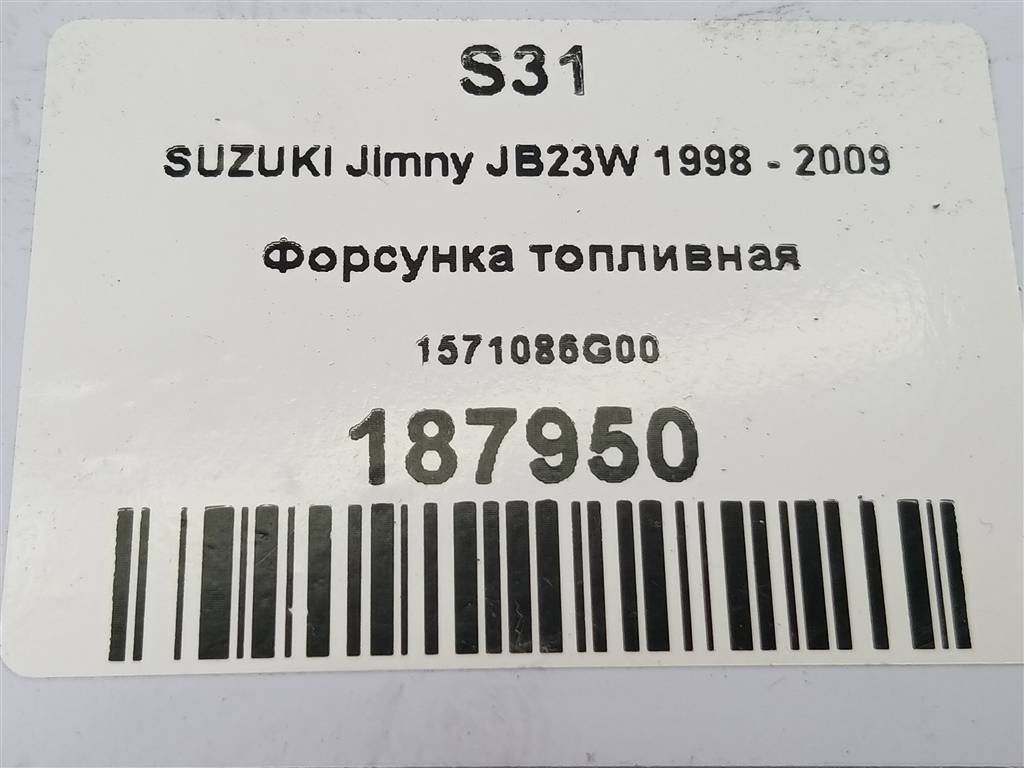 S31
SUZUKI Jimny JB23W 1998 - 2009
Форсунка топливная
1571086G00
187950